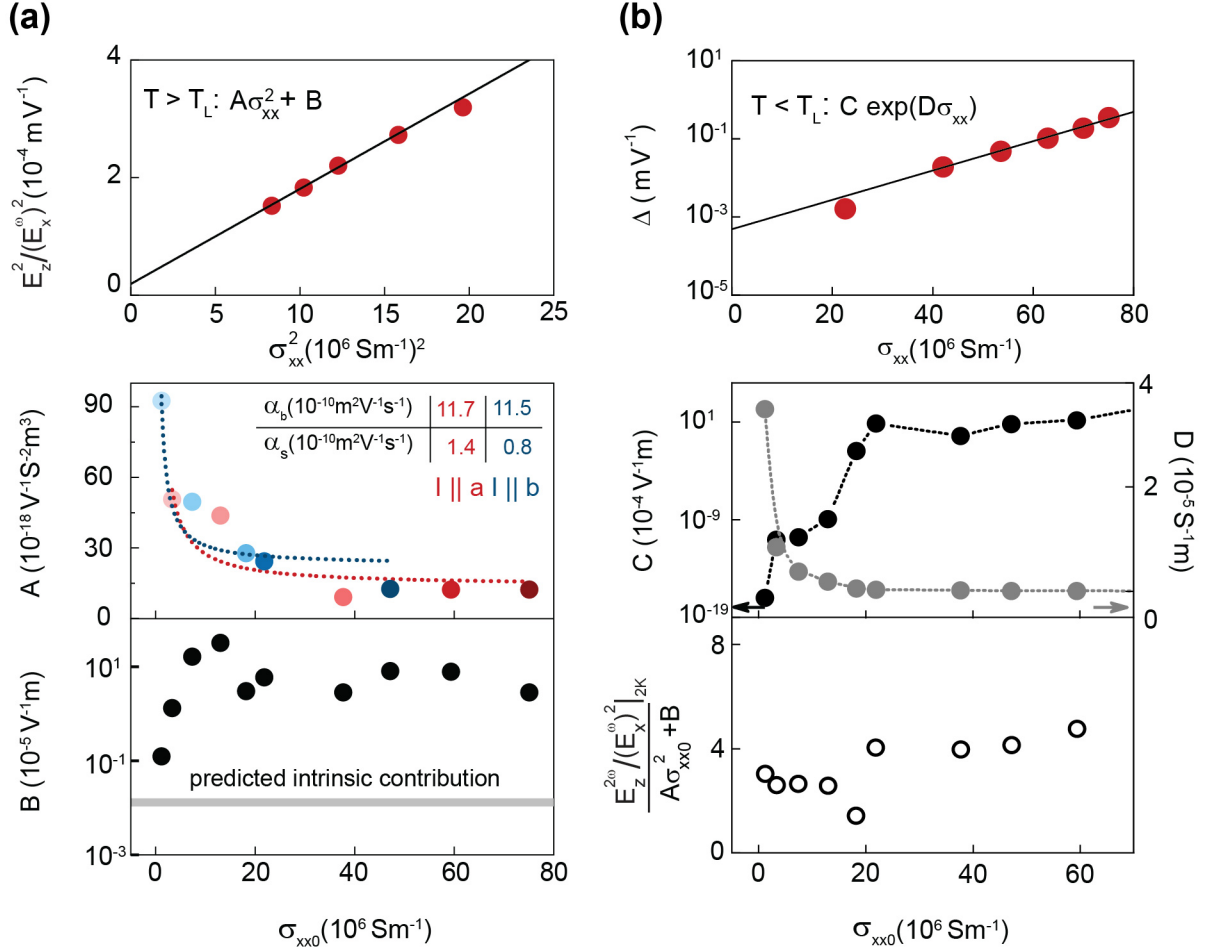 (a)
(b)
4
2
0
E_z^2/(E_x^ω)^2 (10^-4 mV^-1)
T > T_L: Aσ_xx^2 + B
0 5 10 15 20 25
σ_xx^2 (10^6 Sm^-1)^2
10^1
10^-1
10^-3
10^-5
Δ (mV^-1)
T < T_L: C exp(Dσ_xx)
0 20 40 60 80
σ_xx (10^6 Sm^-1)
90
60
30
0
A (10^-18 V^-1S^-2m^3)
α_b(10^-10m^2V^-1s^-1) 11.7 11.5
α_s(10^-10m^2V^-1s^-1) 1.4 0.8
I || a I || b
10^1
10^-1
10^-3
B (10^-5 V^-1m)
predicted intrinsic contribution
0 20 40 60 80
σ_xx0 (10^6 Sm^-1)
10^1
10^-9
10^-19
C (10^-4 V^-1m)
4
2
0
D (10^-5 S^-1m)
8
4
0
E_z^2ω/(E_x^ω)^2|_2K
Aσ_xx0^2 +B
0 20 40 60
σ_xx0 (10^6 Sm^-1)